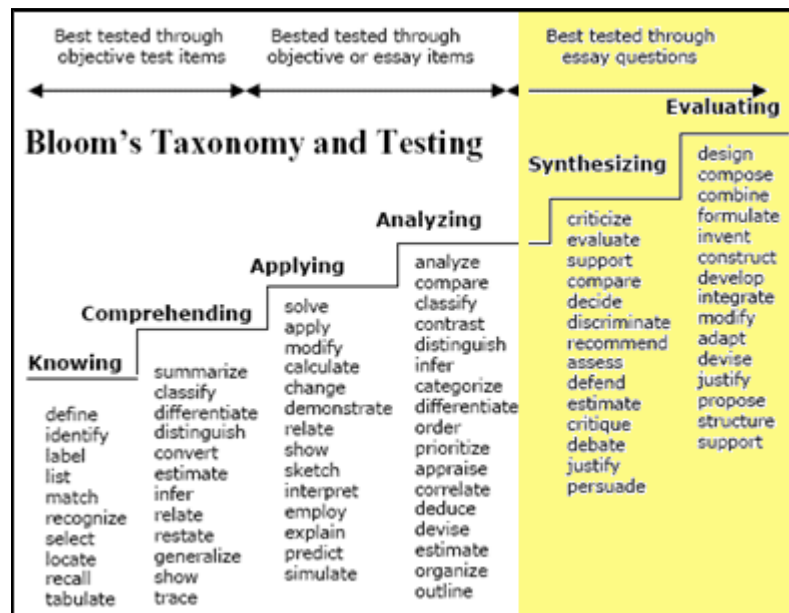 Best tested through
objective test items
Bested tested through
objective or essay items
Best tested through
essay questions
Bloom's Taxonomy and Testing
Knowing
define
identify
label
list
match
recognize
select
locate
recall
tabulate
Comprehending
summarize
classify
differentiate
distinguish
convert
estimate
infer
relate
restate
generalize
show
trace
Applying
solve
apply
modify
calculate
change
demonstrate
relate
show
sketch
interpret
employ
explain
predict
simulate
Analyzing
analyze
compare
classify
contrast
distinguish
infer
categorize
differentiate
order
prioritize
appraise
correlate
deduce
devise
estimate
organize
outline
Synthesizing
criticize
evaluate
support
compare
decide
discriminate
recommend
assess
defend
estimate
critique
debate
justify
persuade
Evaluating
design
compose
combine
formulate
invent
construct
develop
integrate
modify
adapt
devise
justify
propose
structure
support